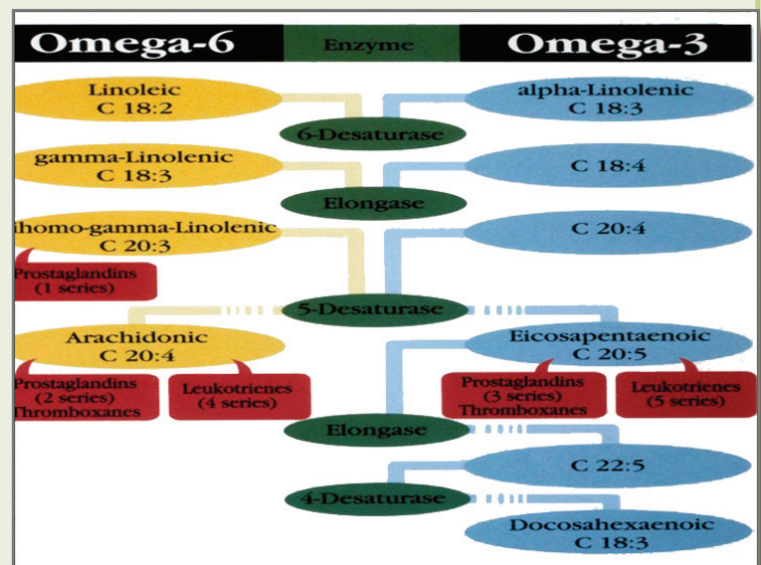 Omega-6 Enzyme Omega-3
Linoleic
C 18:2
alpha-Linolenic
C 18:3
6-Desaturase
gamma-Linolenic
C 18:3
C 18:4
Elongase
ihomo-gamma-Linolenic
C 20:3
C 20:4
Prostaglandins
(1 series)
5-Desaturase
Arachidonic
C 20:4
Eicosapentaenoic
C 20:5
Prostaglandins
(2 series)
Thromboxanes
Leukotrienes
(4 series)
Prostaglandins
(3 series)
Thromboxanes
Leukotrienes
(5 series)
Elongase
C 22:5
4-Desaturase
Docosahexaenoic
C 18:3